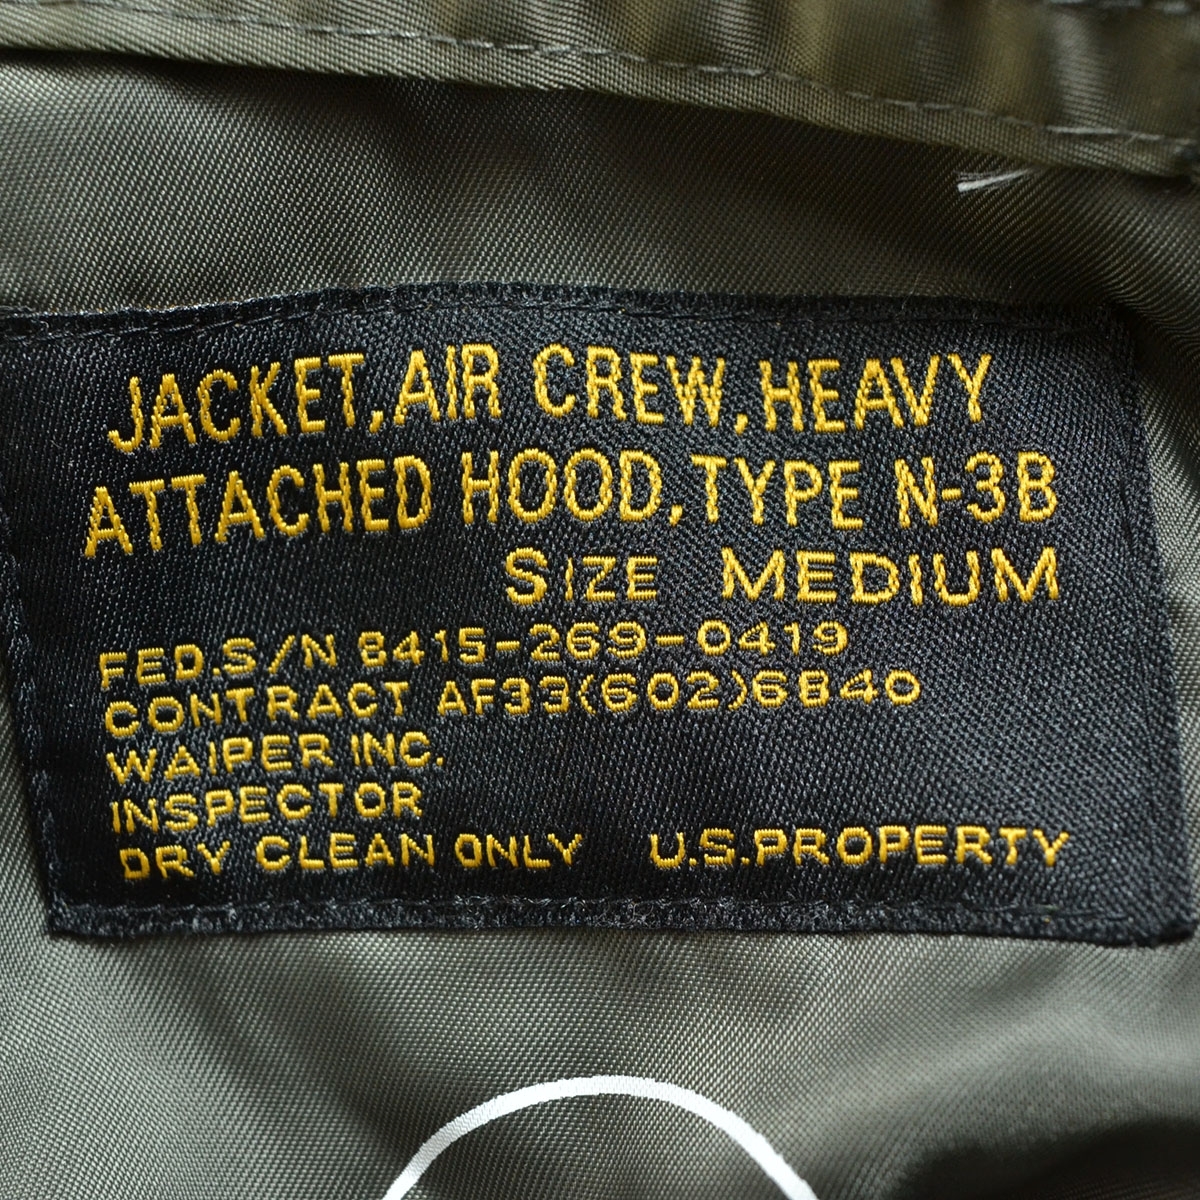 JACKET, AIR CREW, HEAVY
ATTACHED HOOD, TYPE N-3B
SIZE MEDIUM
FED. S/N 8415-269-0419
CONTRACT AF33(602)6840
WAIPER INC.
INSPECTOR
DRY CLEAN ONLY U.S. PROPERTY